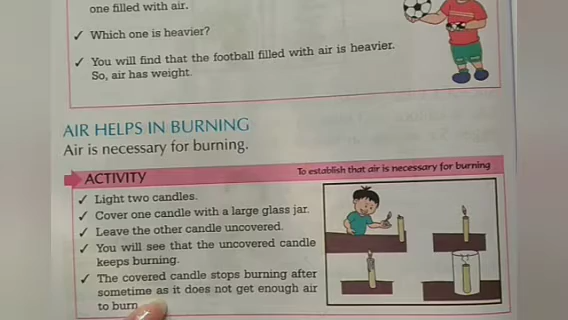 one filled with air.
✓ Which one is heavier?
✓ You will find that the football filled with air is heavier.
So, air has weight.
AIR HELPS IN BURNING
Air is necessary for burning.
ACTIVITY
To establish that air is necessary for burning
✓ Light two candles.
✓ Cover one candle with a large glass jar.
✓ Leave the other candle uncovered.
✓ You will see that the uncovered candle
keeps burning.
✓ The covered candle stops burning after
sometime as it does not get enough air
to burn